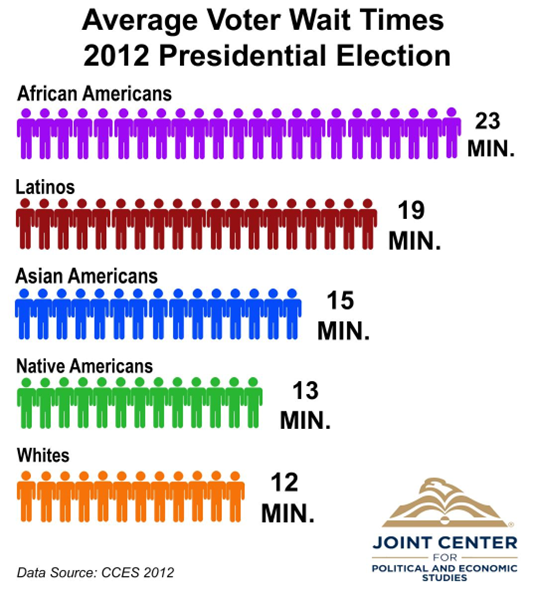 Average Voter Wait Times
2012 Presidential Election
African Americans
23
MIN.
Latinos
19
MIN.
Asian Americans
15
MIN.
Native Americans
13
MIN.
Whites
12
MIN.
®
JOINT CENTER
FOR
POLITICAL AND ECONOMIC
STUDIES
Data Source: CCES 2012